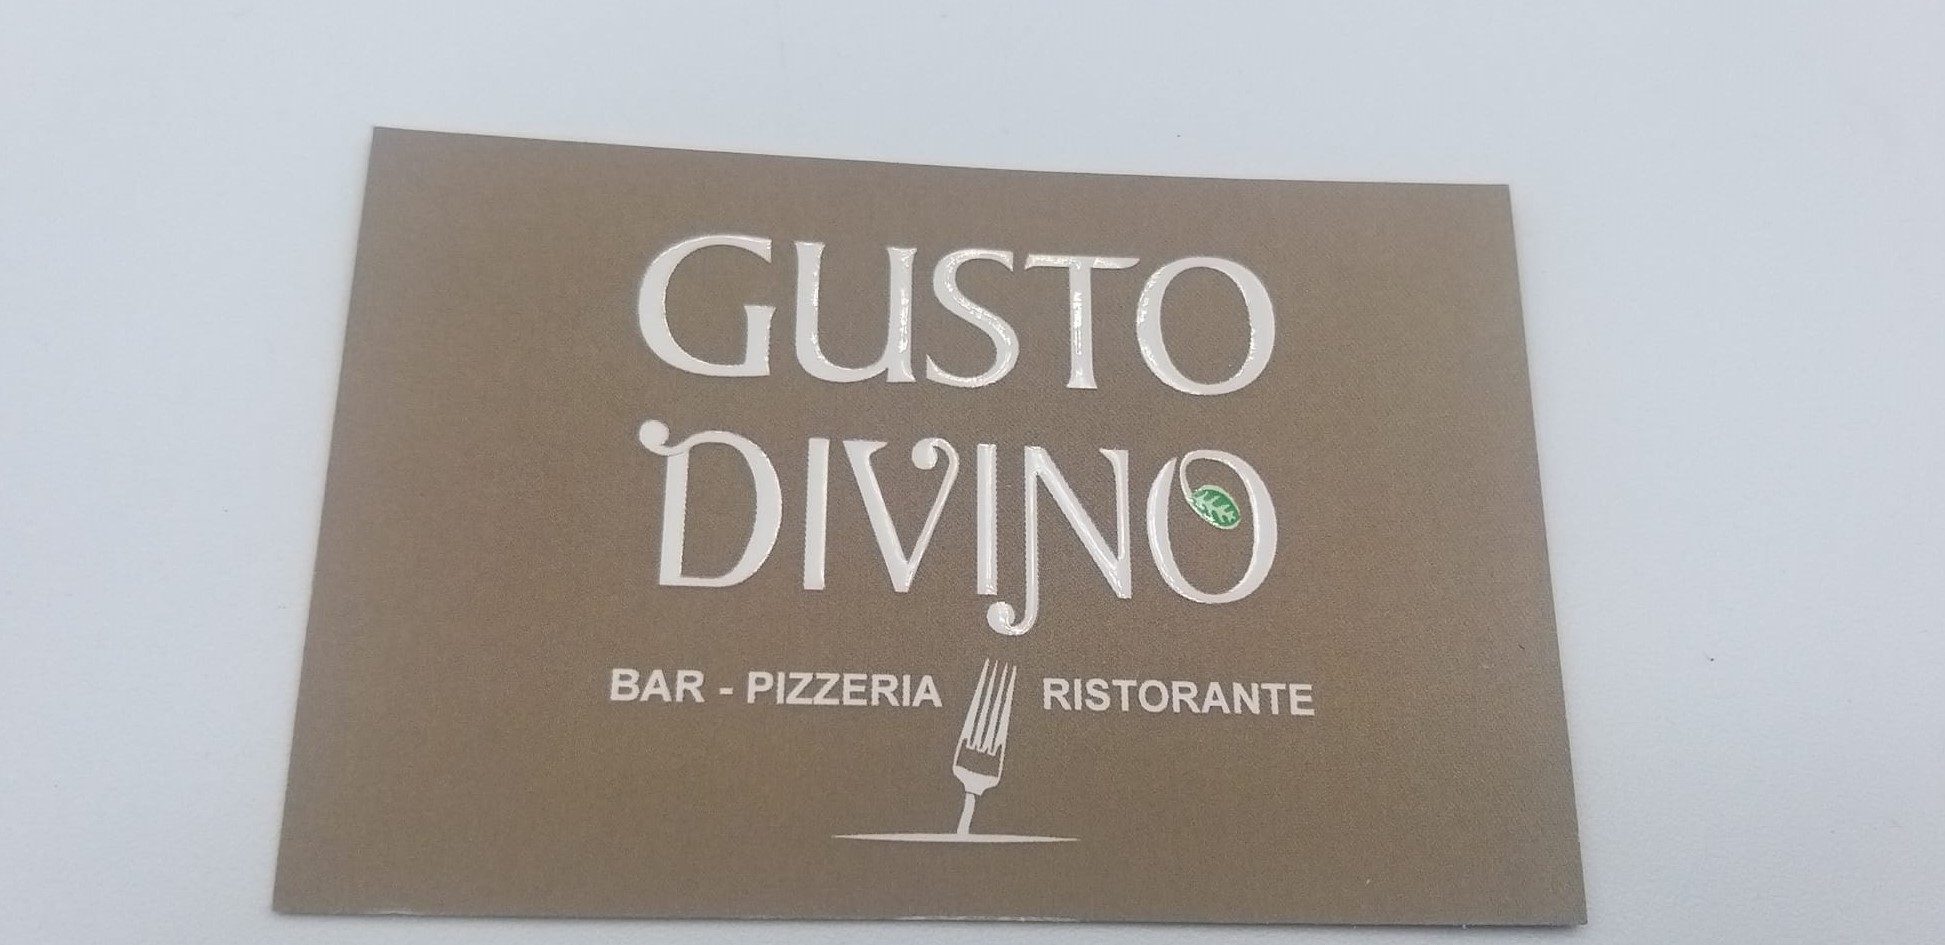 GUSTO
DIVINO
BAR - PIZZERIA RISTORANTE